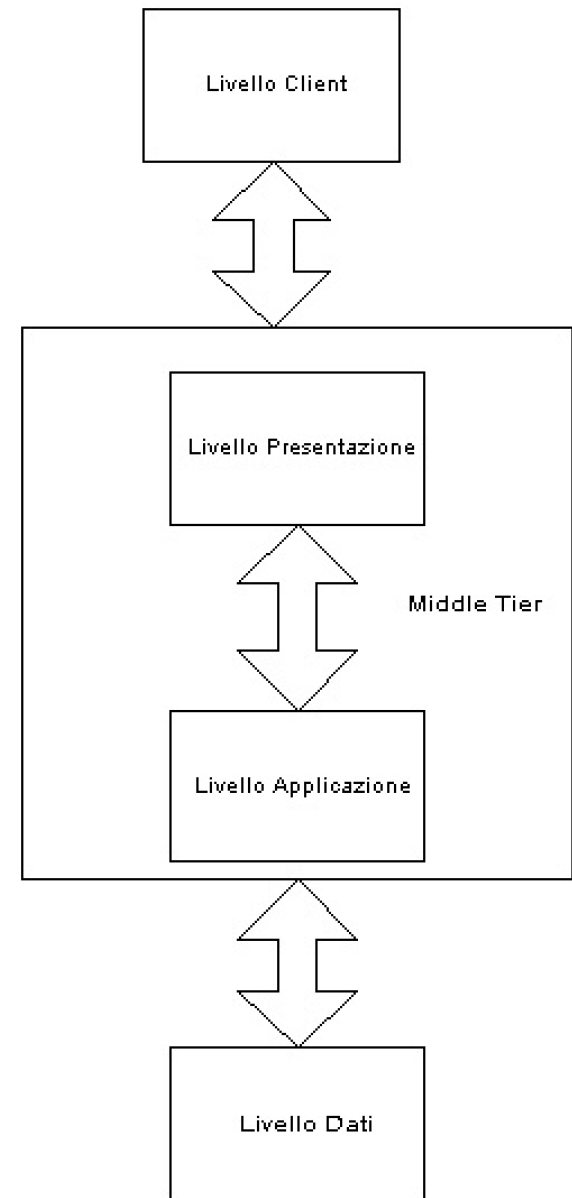 Livello Client
Livello Presentazione
Middle Tier
Livello Applicazione
Livello Dati